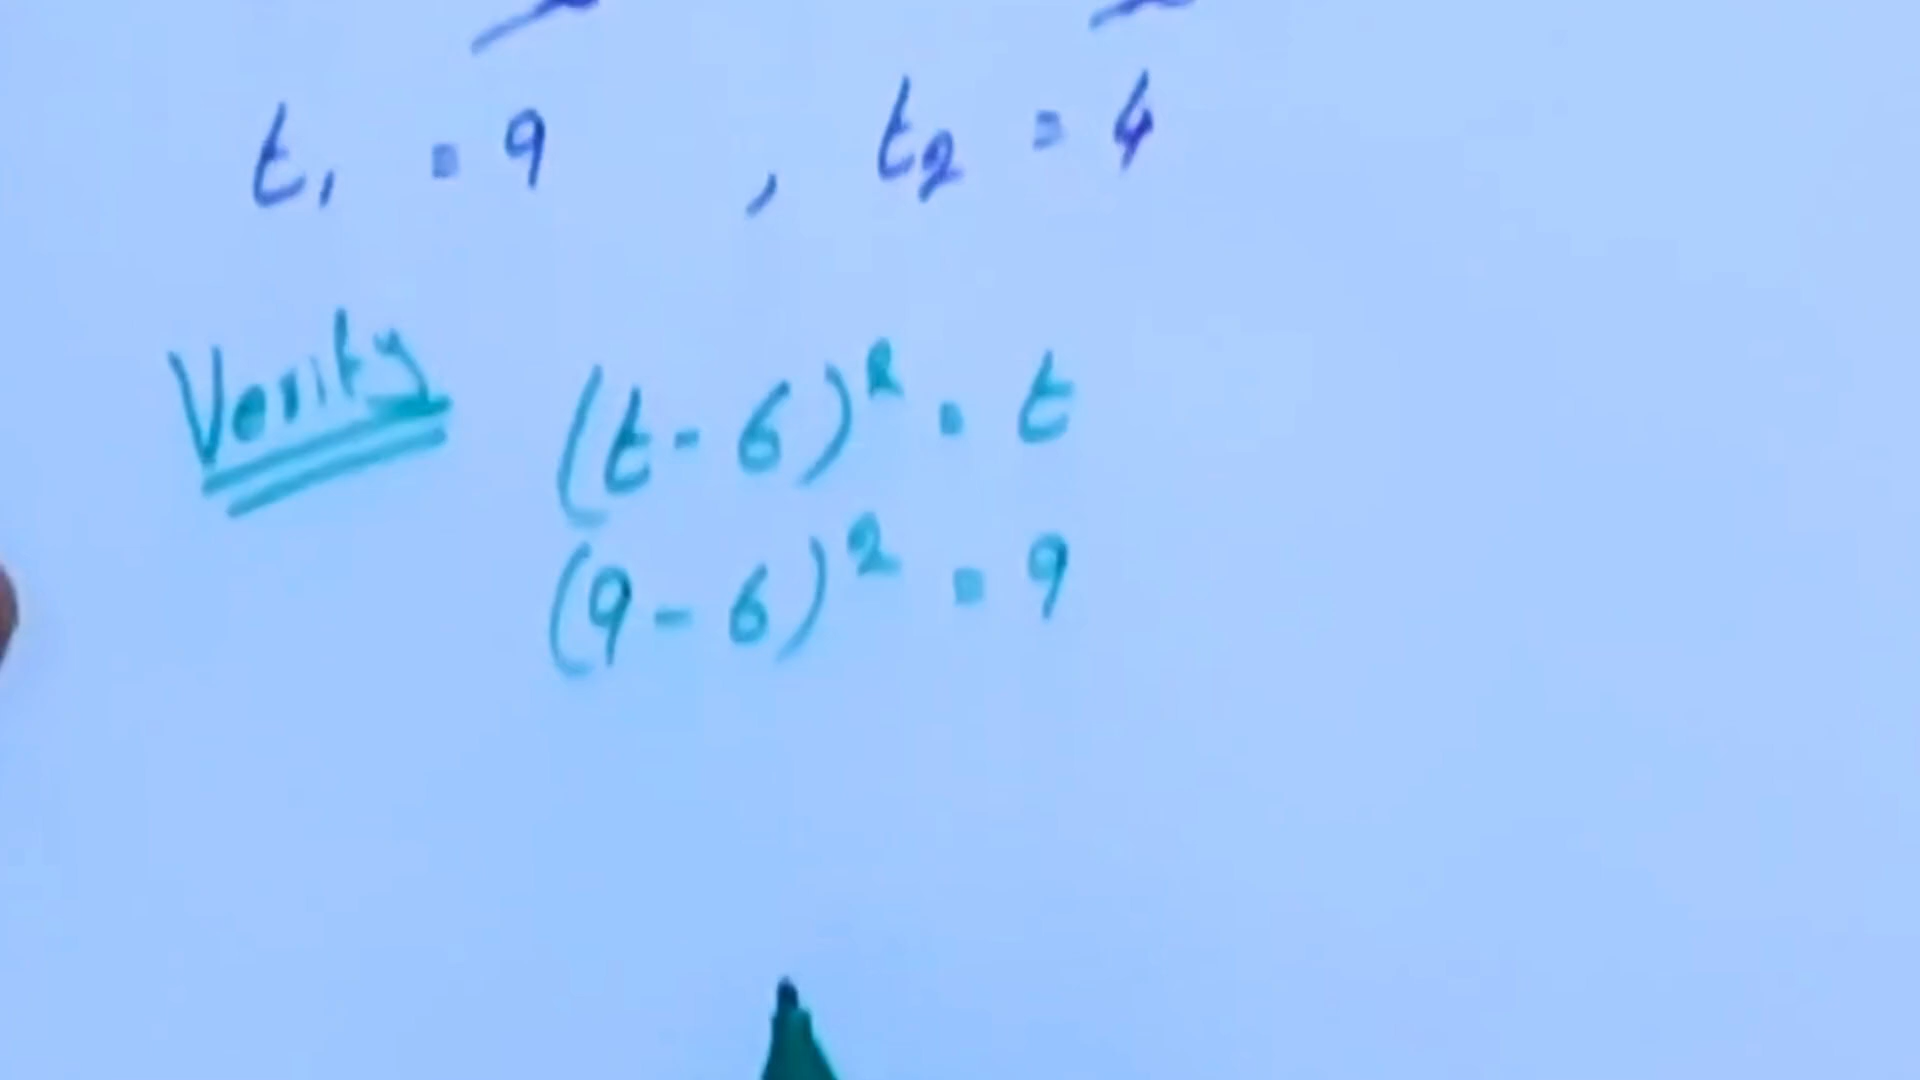 t₁ = 9 , t₂ = 4
Verify (t - 6)² = t
(9 - 6)² = 9